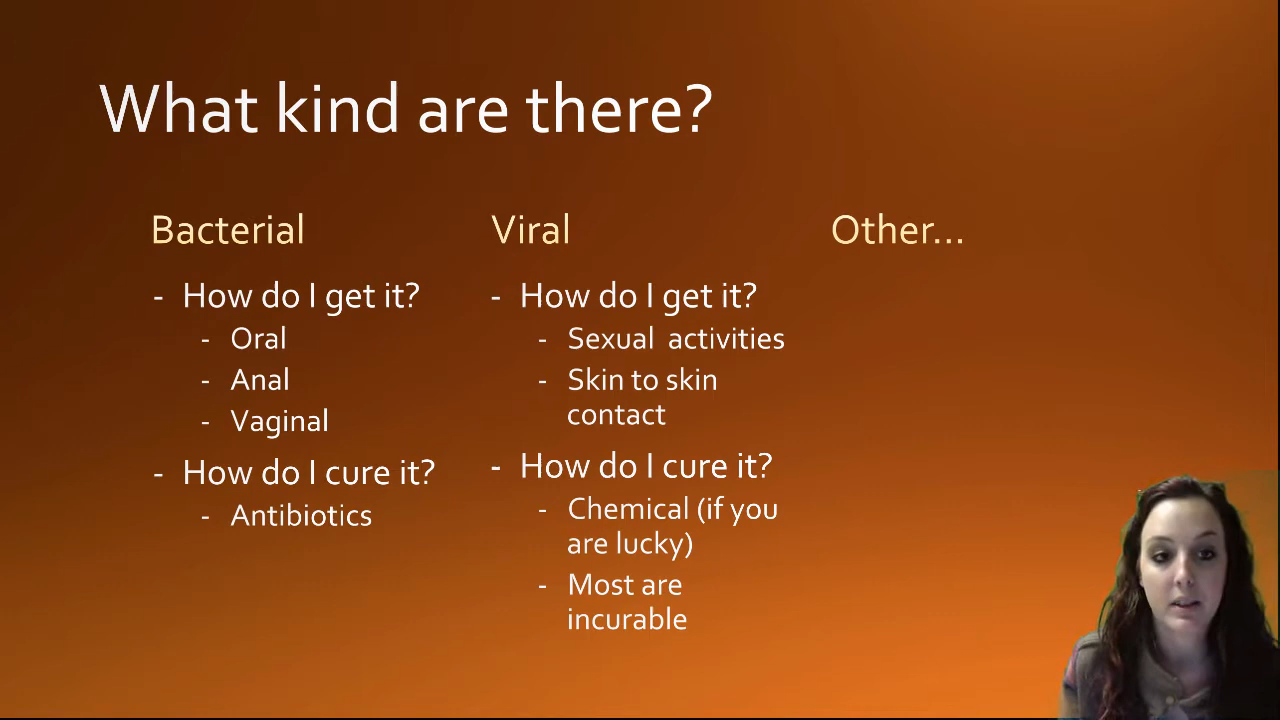 What kind are there?
Bacterial
- How do I get it?
- Oral
- Anal
- Vaginal
- How do I cure it?
- Antibiotics
Viral
- How do I get it?
- Sexual activities
- Skin to skin
contact
- How do I cure it?
- Chemical (if you
are lucky)
- Most are
incurable
Other...